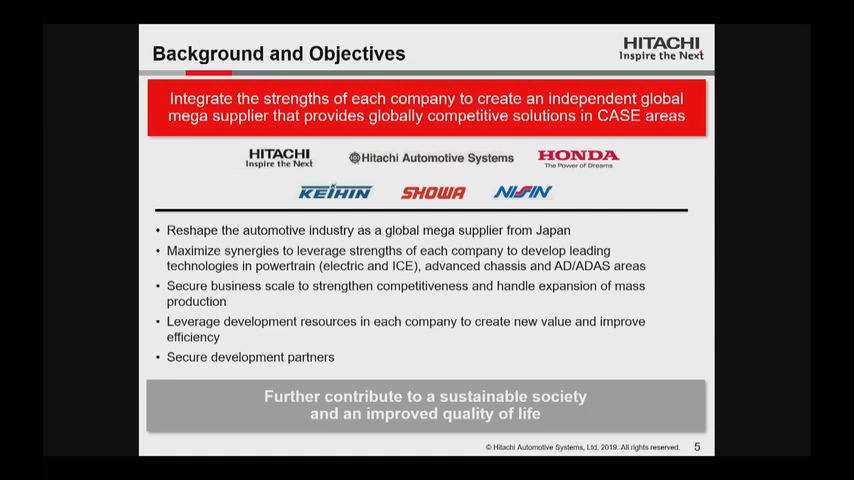 Background and Objectives
HITACHI
Inspire the Next
Integrate the strengths of each company to create an independent global
mega supplier that provides globally competitive solutions in CASE areas
HITACHI
Inspire the Next
Hitachi Automotive Systems
HONDA
The Power of Dreams
KEIHIN
SHOWA
NISSIN
• Reshape the automotive industry as a global mega supplier from Japan
• Maximize synergies to leverage strengths of each company to develop leading
technologies in powertrain (electric and ICE), advanced chassis and AD/ADAS areas
• Secure business scale to strengthen competitiveness and handle expansion of mass
production
• Leverage development resources in each company to create new value and improve
efficiency
• Secure development partners
Further contribute to a sustainable society
and an improved quality of life
© Hitachi Automotive Systems, Ltd. 2019. All rights reserved.
5